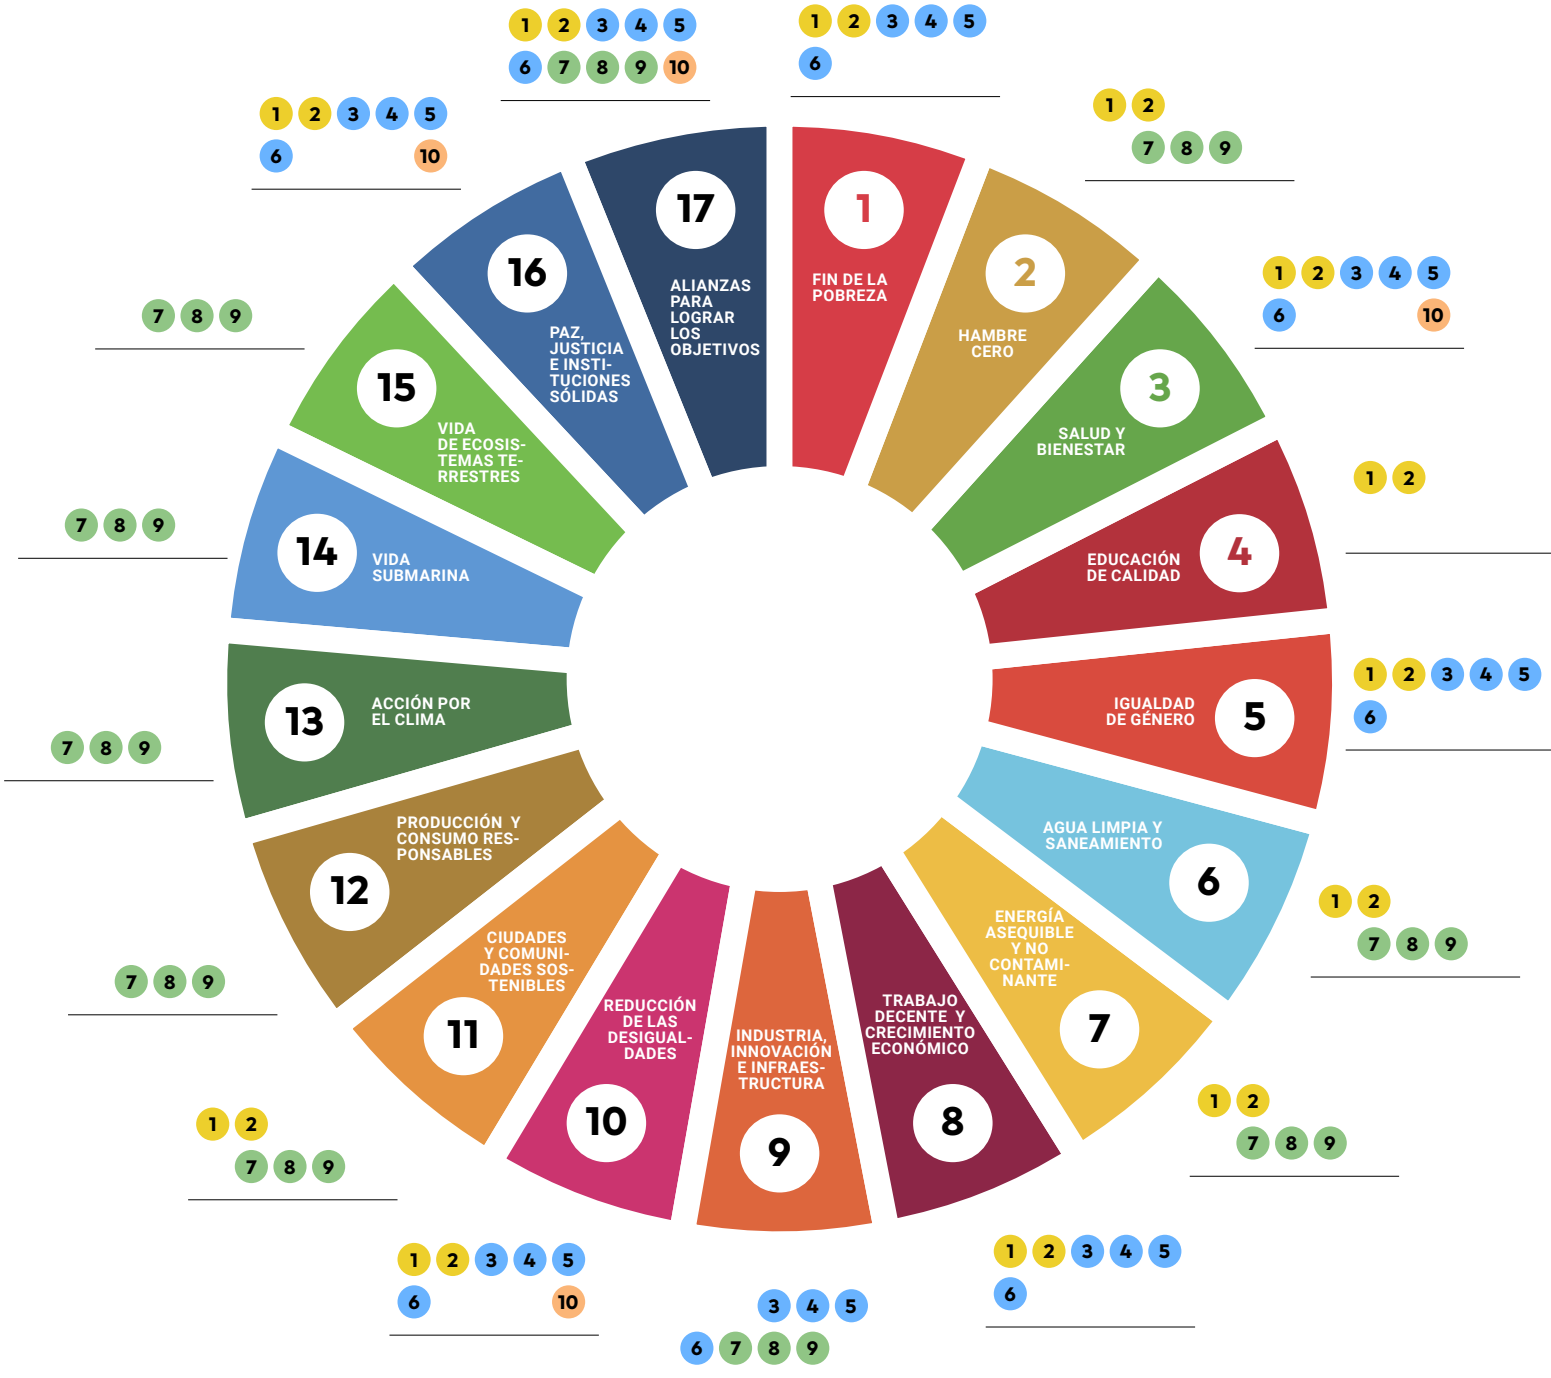 1 2 3 4 5
6 7 8 9 10
17
ALIANZAS
PARA
LOGRAR
LOS
OBJETIVOS
1 2 3 4 5
6
1
FIN DE LA
POBREZA
1 2
7 8 9
2
HAMBRE
CERO
1 2 3 4 5
6 10
3
SALUD Y
BIENESTAR
1 2
4
EDUCACIÓN
DE CALIDAD
1 2 3 4 5
6
5
IGUALDAD
DE GÉNERO
1 2
7 8 9
6
AGUA LIMPIA Y
SANEAMIENTO
1 2
7 8 9
7
ENERGÍA
ASEQUIBLE
Y NO
CONTAMI-
NANTE
1 2 3 4 5
6
8
TRABAJO
DECENTE Y
CRECIMIENTO
ECONÓMICO
3 4 5
6 7 8 9
9
INDUSTRIA,
INNOVACIÓN
E INFRAES-
TRUCTURA
1 2 3 4 5
6 10
10
REDUCCIÓN
DE LAS
DESIGUAL-
DADES
1 2
7 8 9
11
CIUDADES
Y COMUNI-
DADES SOS-
TENIBLES
7 8 9
12
PRODUCCIÓN Y
CONSUMO RES-
PONSABLES
7 8 9
13
ACCIÓN POR
EL CLIMA
7 8 9
14
VIDA
SUBMARINA
7 8 9
15
VIDA
DE ECOSIS-
TEMAS TE-
RRESTRES
1 2 3 4 5
6 10
16
PAZ,
JUSTICIA
E INSTI-
TUCIONES
SÓLIDAS